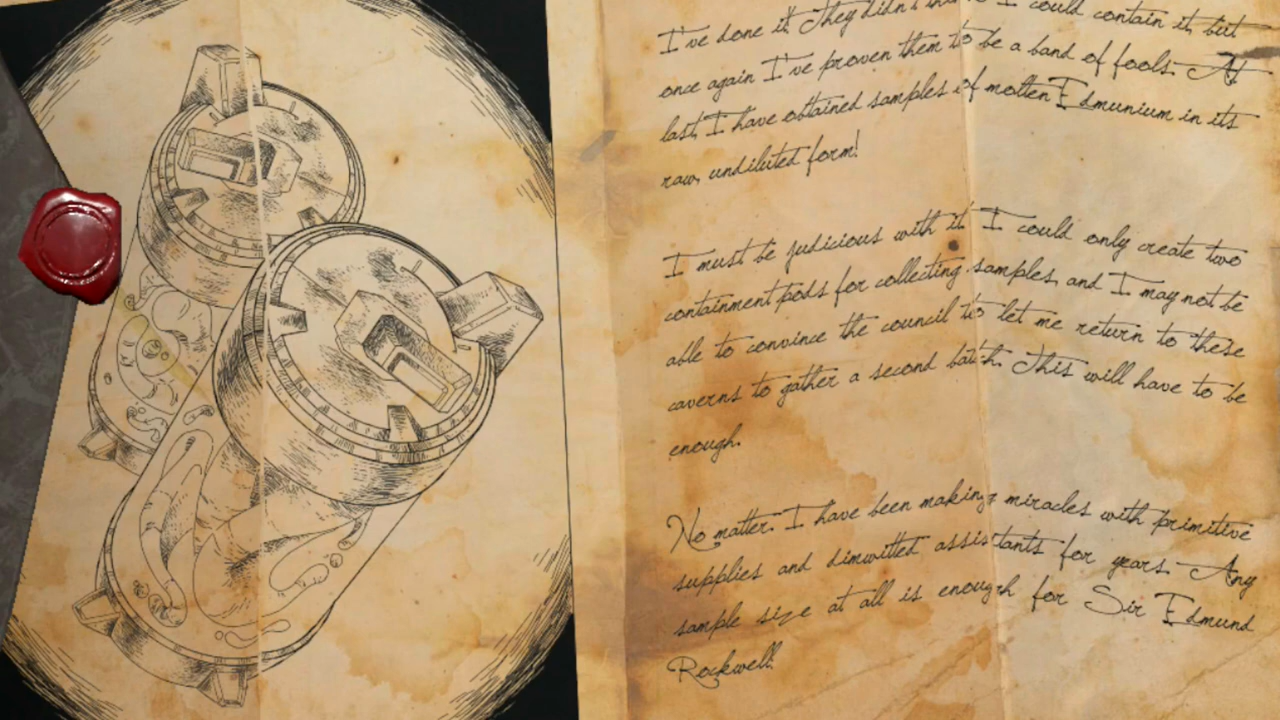 I've done it. They didn't think I could contain it, but
once again I've proven them to be a band of fools. At
last, I have obtained samples of molten Edmunium in its
raw, undiluted form!
I must be judicious with it. I could only create two
containment pods for collecting samples, and I may not be
able to convince the council to let me return to these
caverns to gather a second batch. This will have to be
enough.
No matter. I have been making miracles with primitive
supplies and dimwitted assistants for years. Any
sample size at all is enough for Sir Edmund
Rockwell.